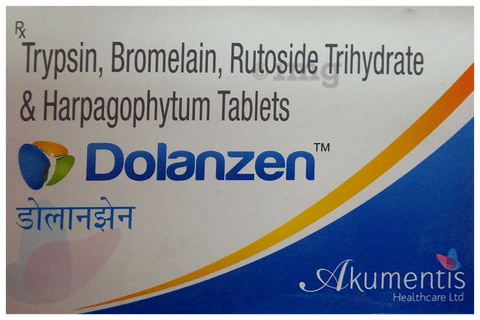 Rx
Trypsin, Bromelain, Rutoside Trihydrate
& Harpagophytum Tablets
Dolanzen™
डोलानझेन
Akumentis
Healthcare Ltd